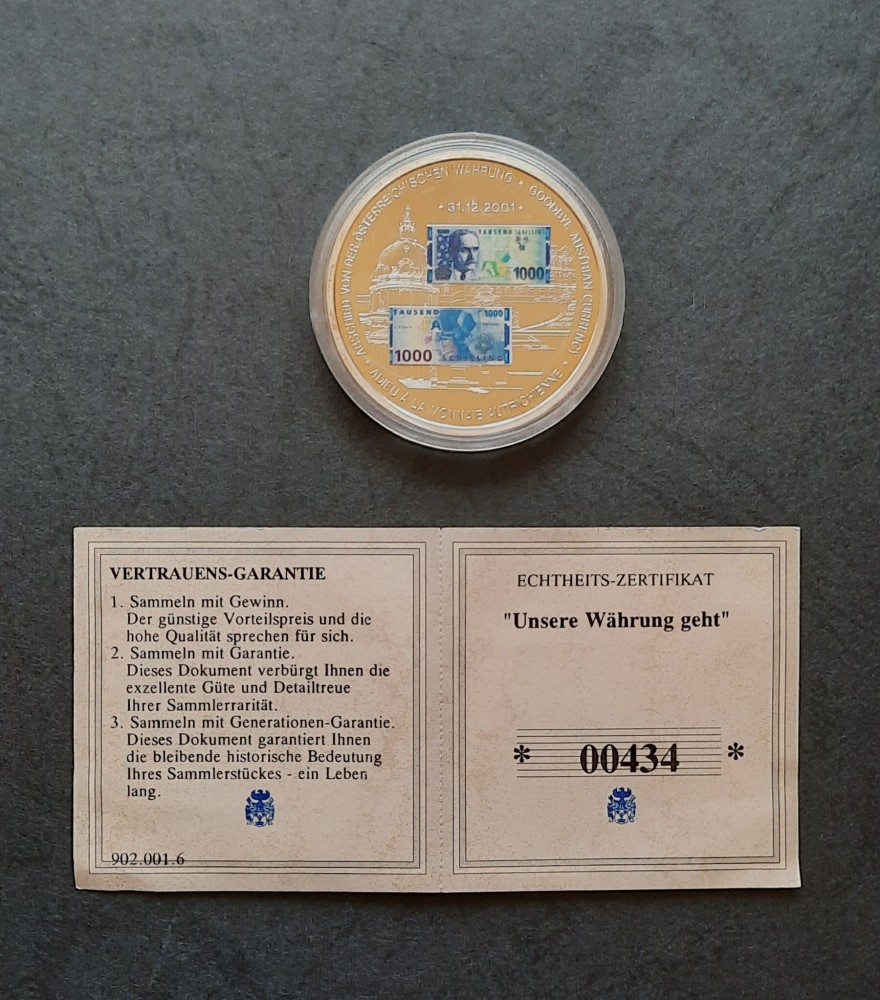 ABSCHIED VON DER ÖSTERREICHISCHEN WÄHRUNG • GOODBYE AUSTRIAN CURRENCY • ADIEU À LA MONNAIE AUTRICHIENNE •
• 31.12.2001 •
TAUSEND SCHILLING
1000
TAUSEND 1000
1000 SCHILLING
VERTRAUENS-GARANTIE
1. Sammeln mit Gewinn.
Der günstige Vorteilspreis und die
hohe Qualität sprechen für sich.
2. Sammeln mit Garantie.
Dieses Dokument verbürgt Ihnen die
exzellente Güte und Detailtreue
Ihrer Sammlerrarität.
3. Sammeln mit Generationen-Garantie.
Dieses Dokument garantiert Ihnen
die bleibende historische Bedeutung
Ihres Sammlerstückes - ein Leben
lang.
902.001.6
ECHTHEITS-ZERTIFIKAT
"Unsere Währung geht"
* 00434 *